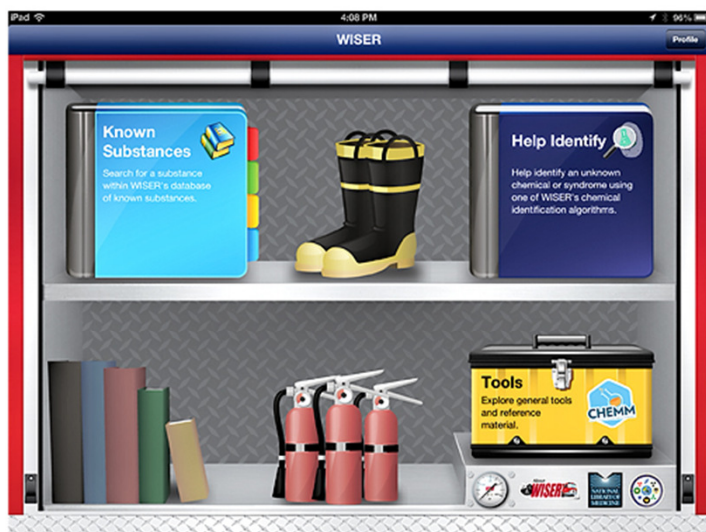 iPad
4:08 PM
96%
WISER
Profile
Known
Substances
Search for a substance
within WISER's database
of known substances.
Help Identify
Help identify an unknown
chemical or syndrome using
one of WISER's chemical
identification algorithms.
Tools
Explore general tools
and reference
material.
CHEMM
WISER
NATIONAL
LIBRARY OF
MEDICINE